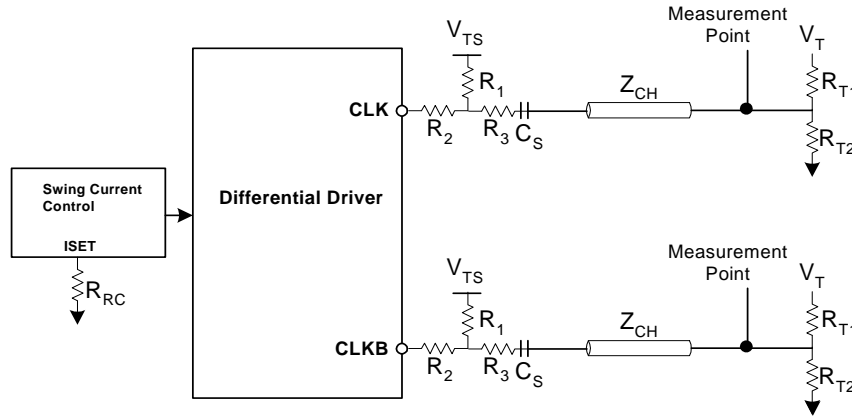 Measurement
Point
V_TS
V_T
R_1
R_T1
Z_CH
CLK
R_2
R_3
C_S
R_T2
Swing Current
Control
ISET
R_RC
Differential Driver
Measurement
Point
V_TS
V_T
R_1
R_T1
Z_CH
CLKB
R_2
R_3
C_S
R_T2